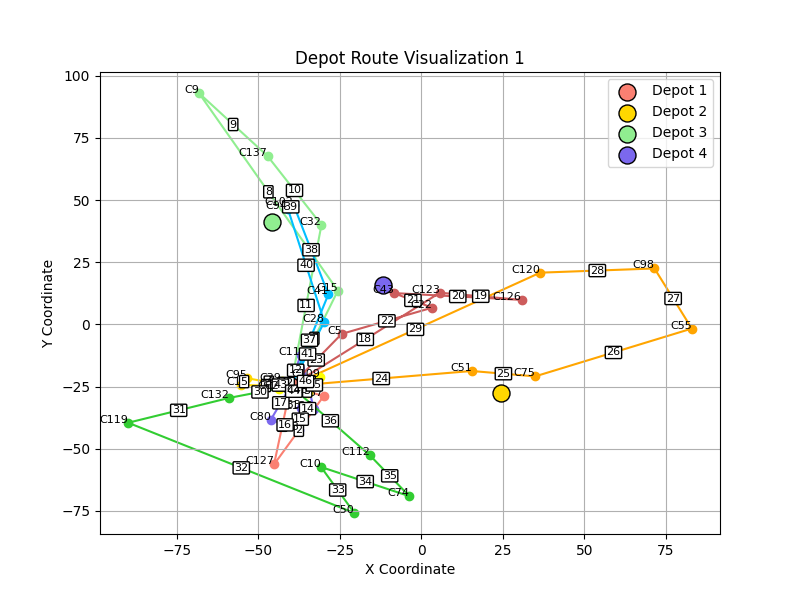 Depot Route Visualization 1
100
75
50
25
0
−25
−50
−75
−75
−50
−25
0
25
50
75
X Coordinate
Y Coordinate
Depot 1
Depot 2
Depot 3
Depot 4
C9
9
C137
8
10
39
C32
38
40
C15
11
C28
37
41
C5
C43
C123
21
20
19
C126
22
18
29
C120
28
C98
27
C55
26
C75
25
C51
24
C95
C132
30
31
C119
32
C80
17
14
15
16
2
36
C127
C10
C112
35
34
C74
33
C50
12
46